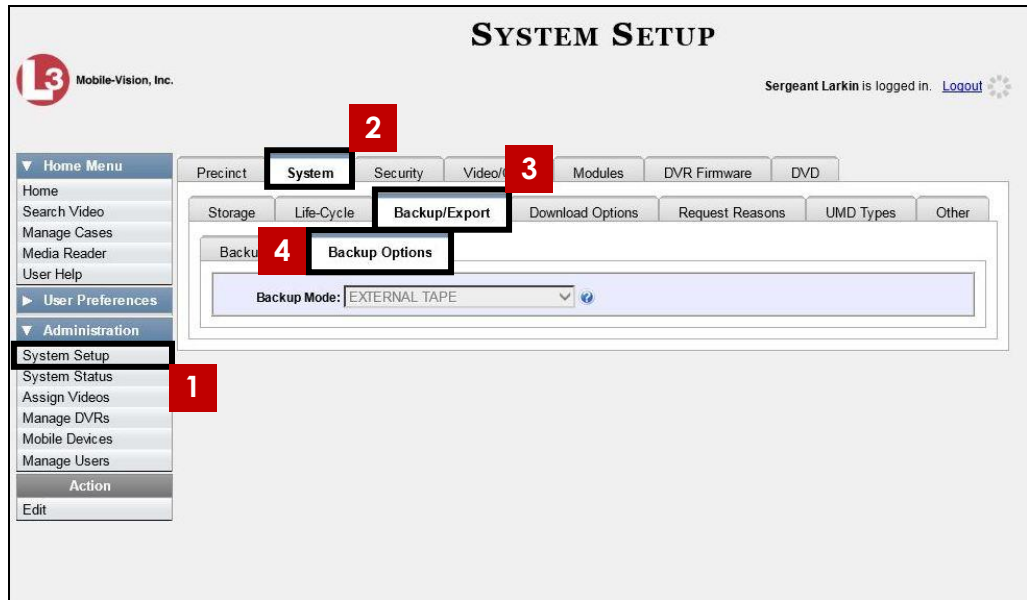 SYSTEM SETUP
L3 Mobile-Vision, Inc.
Sergeant Larkin is logged in. Logout
2
▼ Home Menu
Home
Search Video
Manage Cases
Media Reader
User Help
▶ User Preferences
▼ Administration
System Setup
System Status
Assign Videos
Manage DVRs
Mobile Devices
Manage Users
Action
Edit
1
Precinct System Security Video/ 3 Modules DVR Firmware DVD
Storage Life-Cycle Backup/Export Download Options Request Reasons UMD Types Other
Backu 4 Backup Options
Backup Mode: EXTERNAL TAPE